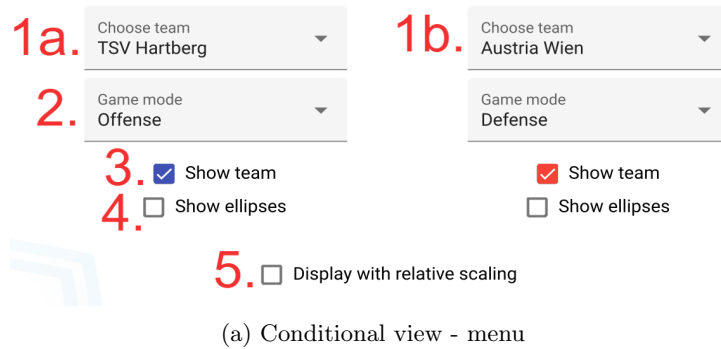 1a. Choose team
TSV Hartberg
1b. Choose team
Austria Wien
2. Game mode
Offense
Game mode
Defense
3. Show team
Show team
4. Show ellipses
Show ellipses
5. Display with relative scaling
(a) Conditional view - menu